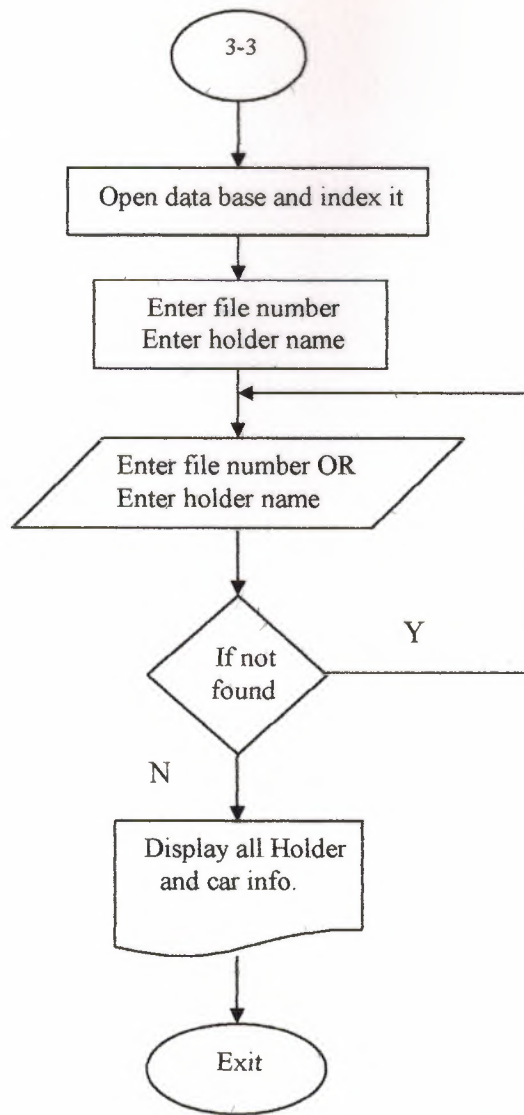 3-3
Open data base and index it
Enter file number
Enter holder name
Enter file number OR
Enter holder name
If not
found
Y
N
Display all Holder
and car info.
Exit